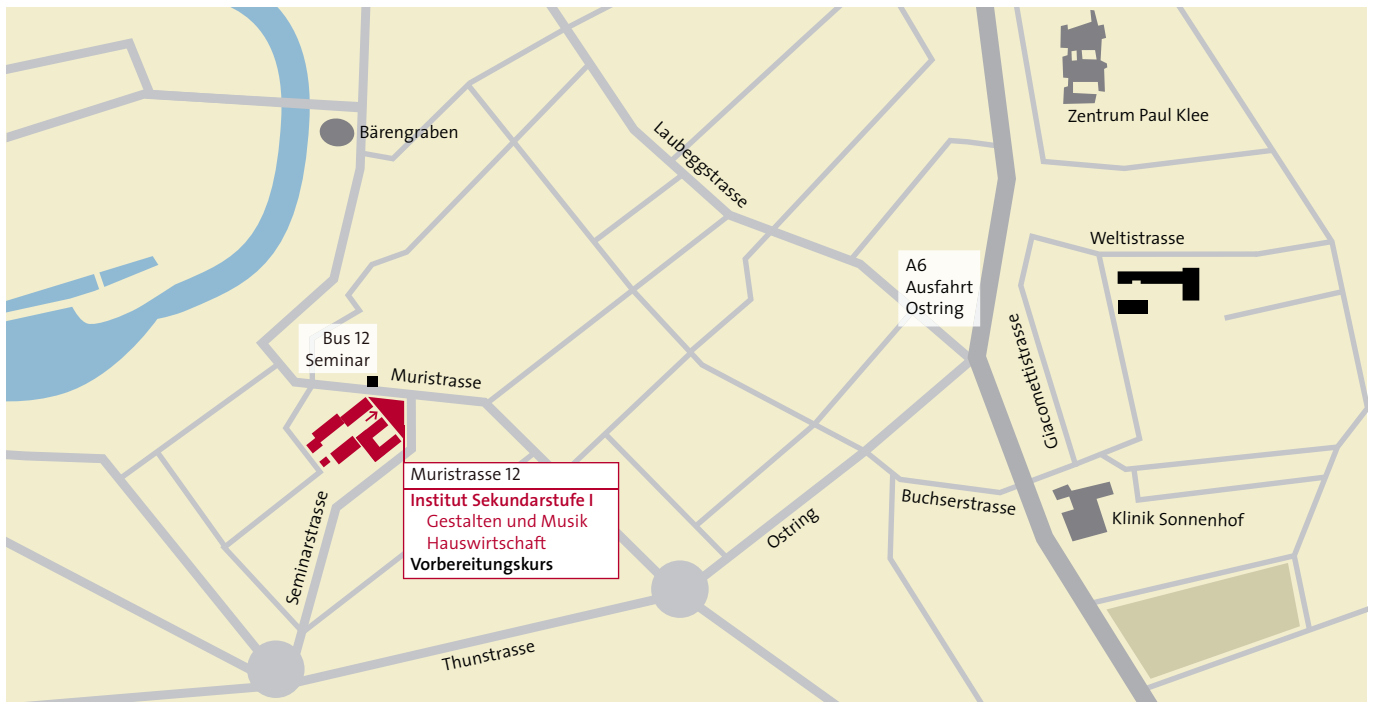 Zentrum Paul Klee
Bärengraben
Laubeggstrasse
Weltistrasse
A6
Ausfahrt
Ostring
Giacomettistrasse
Bus 12
Seminar
Muristrasse
Muristrasse 12
Institut Sekundarstufe I
Gestalten und Musik
Hauswirtschaft
Vorbereitungskurs
Seminarstrasse
Buchserstrasse
Ostring
Klinik Sonnenhof
Thunstrasse